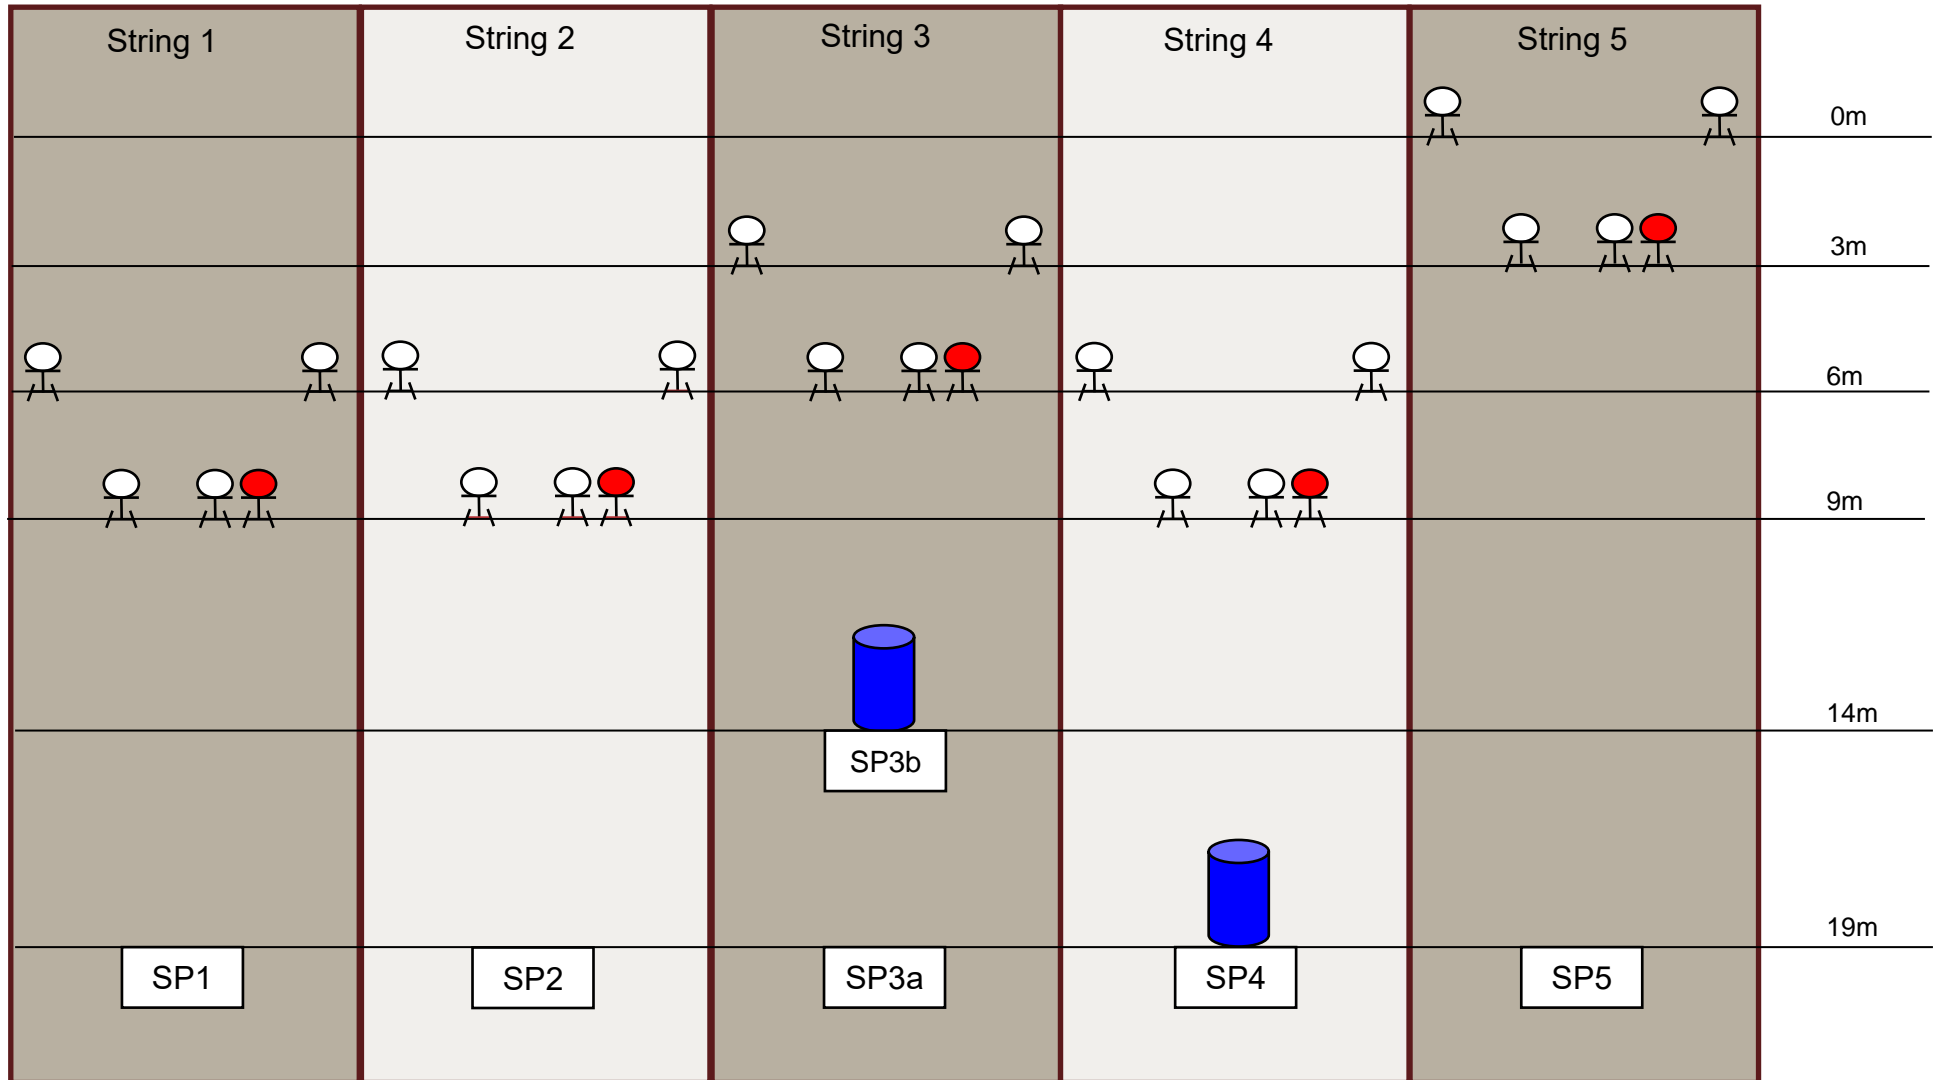 String 1
String 2
String 3
String 4
String 5
0m
3m
6m
9m
14m
SP3b
19m
SP1
SP2
SP3a
SP4
SP5